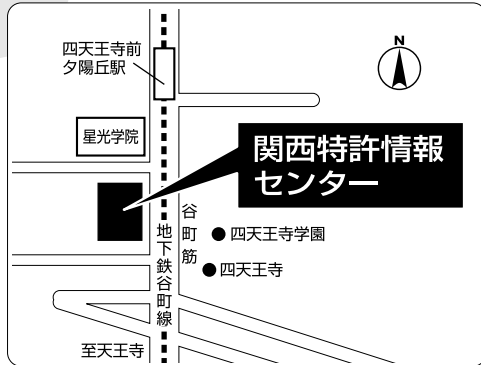 四天王寺前
夕陽丘駅
N
星光学院
関西特許情報
センター
谷町筋
四天王寺学園
四天王寺
地下鉄谷町線
至天王寺